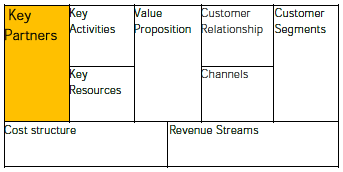 Key
Partners
Key
Activities
Key
Resources
Value
Proposition
Customer
Relationship
Channels
Customer
Segments
Cost structure
Revenue Streams